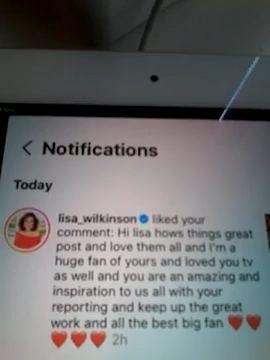 Notifications
Today
lisa_wilkinson liked your
comment: Hi lisa hows things great
post and love them all and I'm a
huge fan of yours and loved you tv
as well and you are an amazing and
inspiration to us all with your
reporting and keep up the great
work and all the best big fan ❤️❤️
❤️❤️❤️ 2h